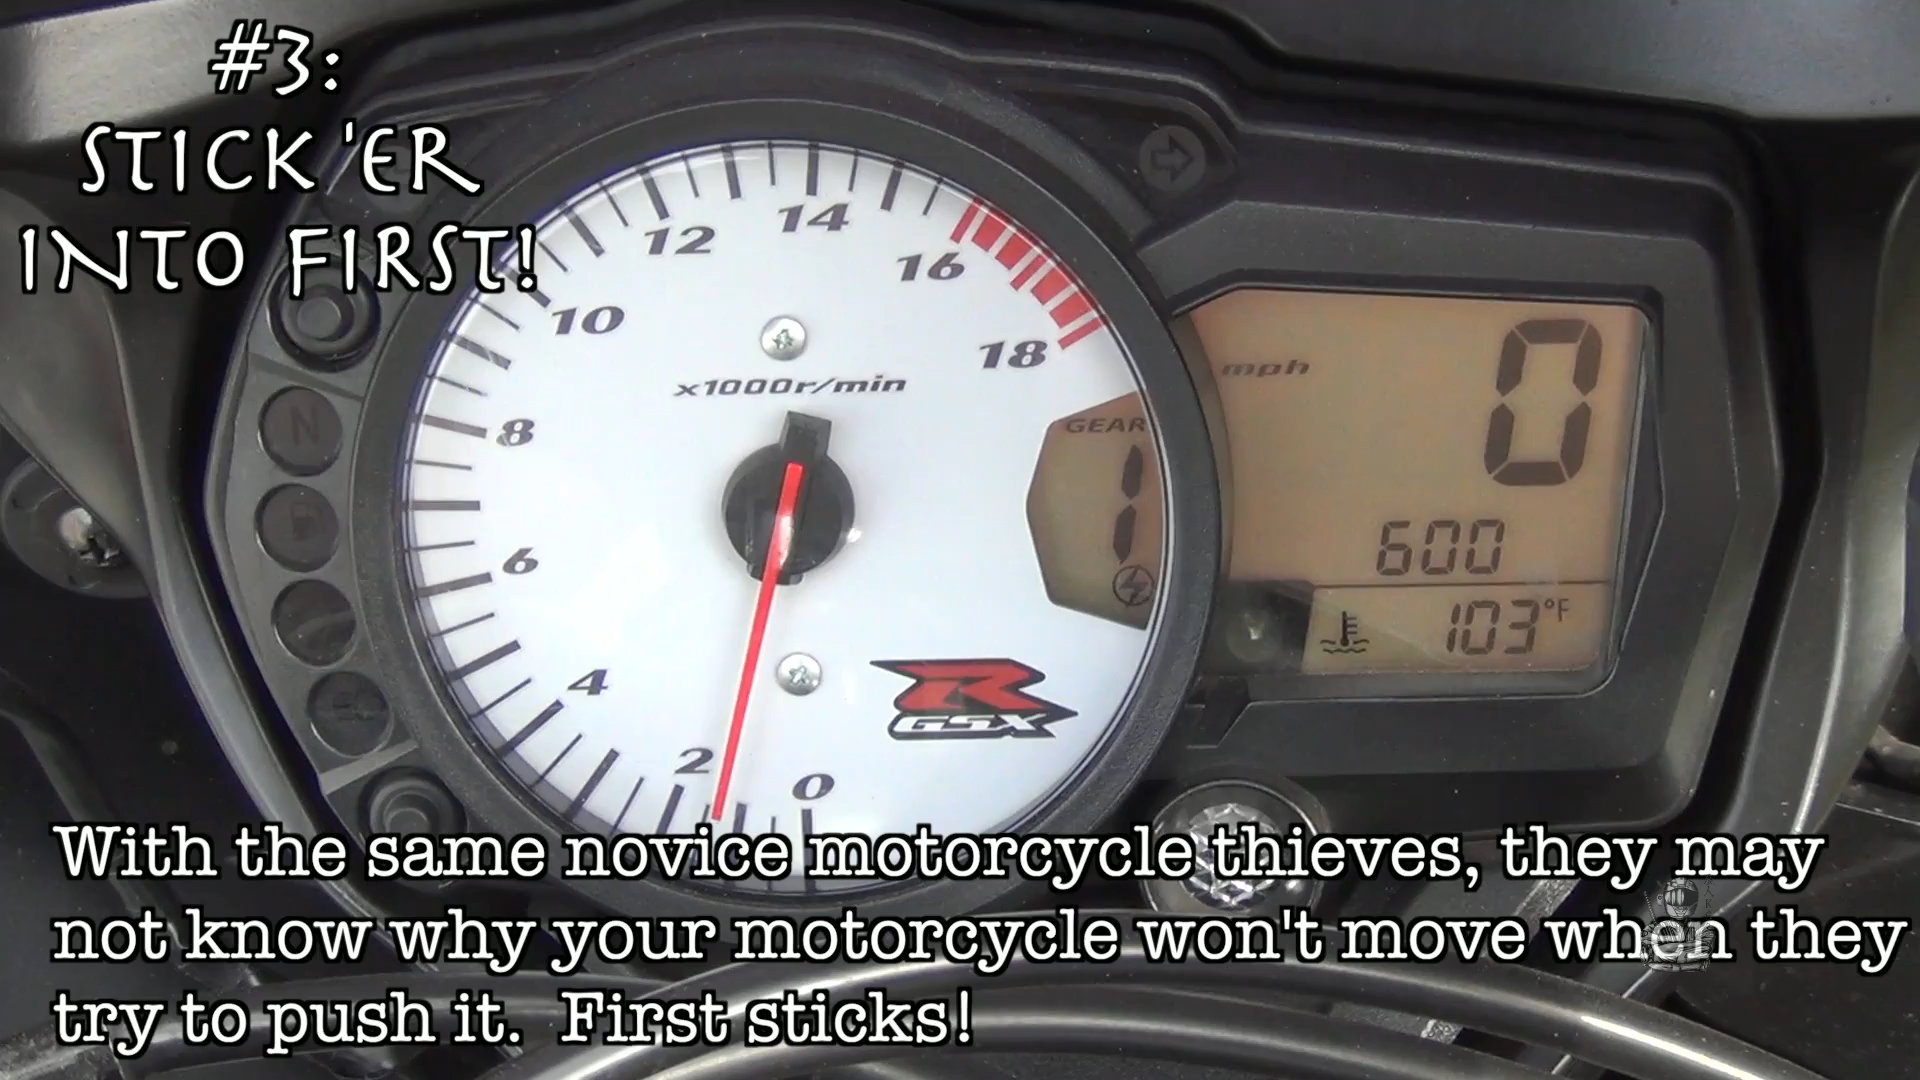 #3:
STICK 'ER
INTO FIRST!
14
12
16
10
18
x1000r/min
mph
0
8
GEAR
N
1
600
6
103°F
4
R
GSX
2
0
With the same novice motorcycle thieves, they may
not know why your motorcycle won't move when they
try to push it.  First sticks!